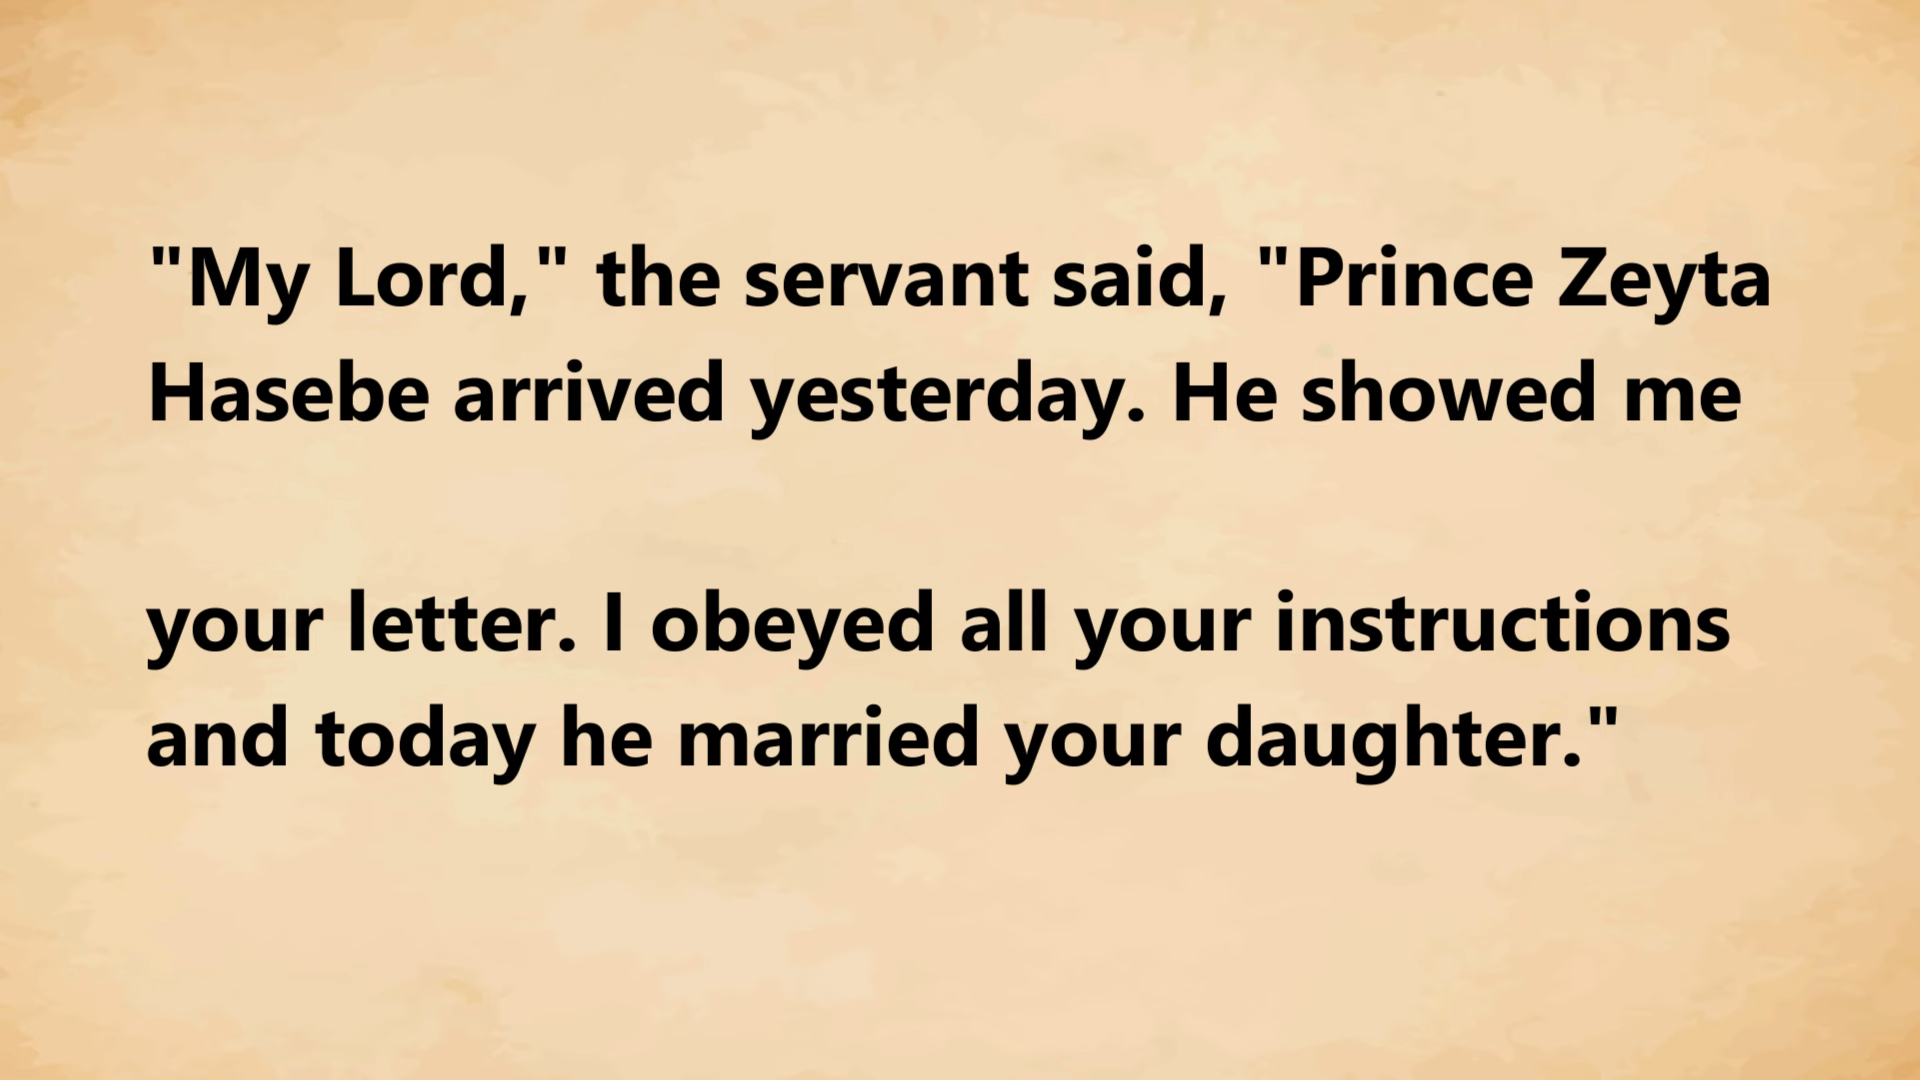 "My Lord," the servant said, "Prince Zeyta
Hasebe arrived yesterday. He showed me
your letter. I obeyed all your instructions
and today he married your daughter."